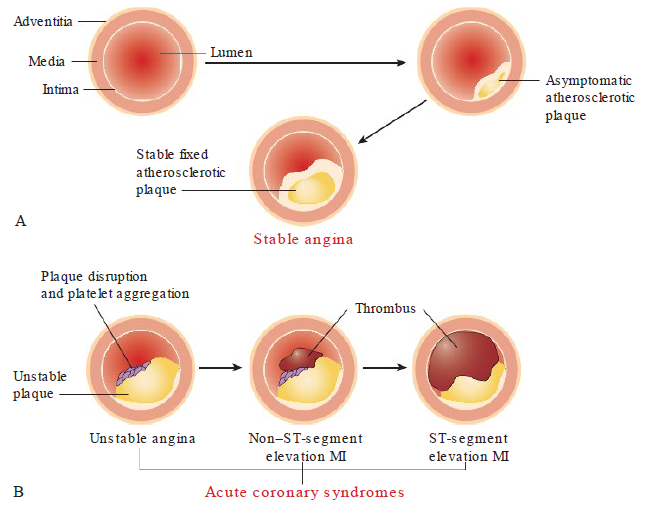 Adventitia
Media
Intima
Lumen
Asymptomatic
atherosclerotic
plaque
Stable fixed
atherosclerotic
plaque
A
Stable angina
Plaque disruption
and platelet aggregation
Thrombus
Unstable
plaque
Unstable angina
Non–ST-segment
elevation MI
ST-segment
elevation MI
B
Acute coronary syndromes